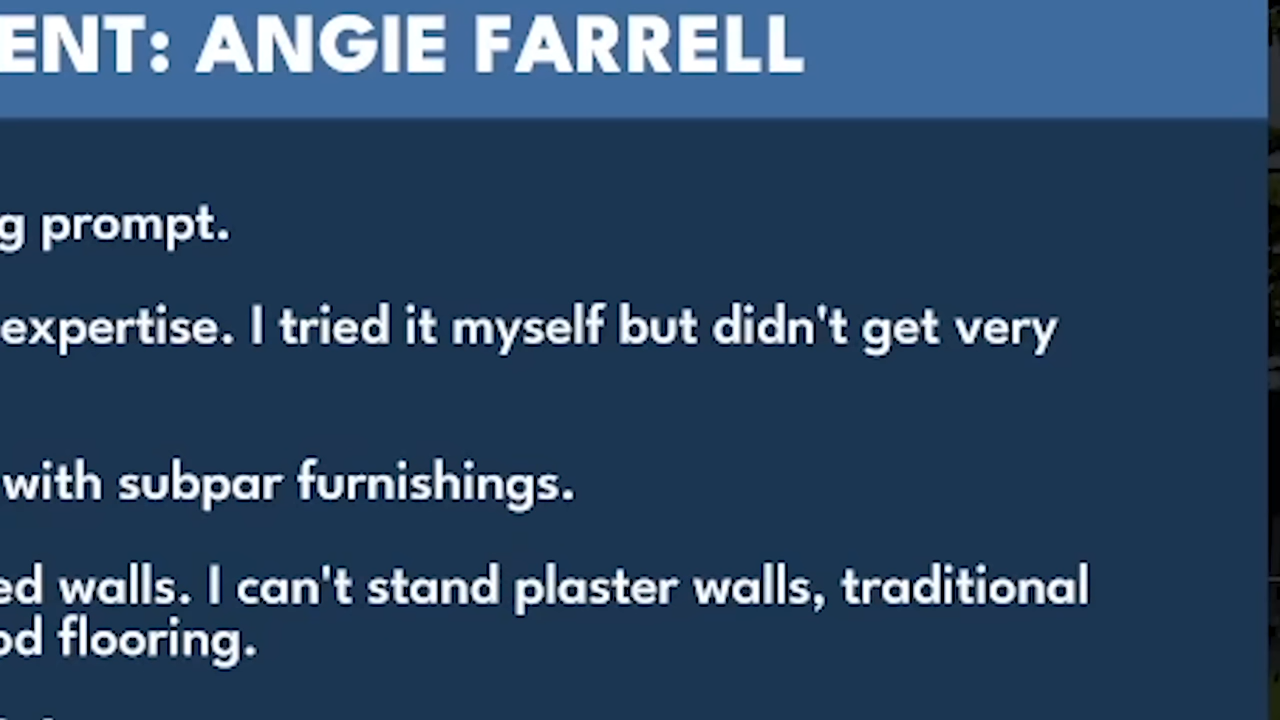 ENT: ANGIE FARRELL
g prompt.
expertise. I tried it myself but didn't get very
with subpar furnishings.
ed walls. I can't stand plaster walls, traditional
od flooring.